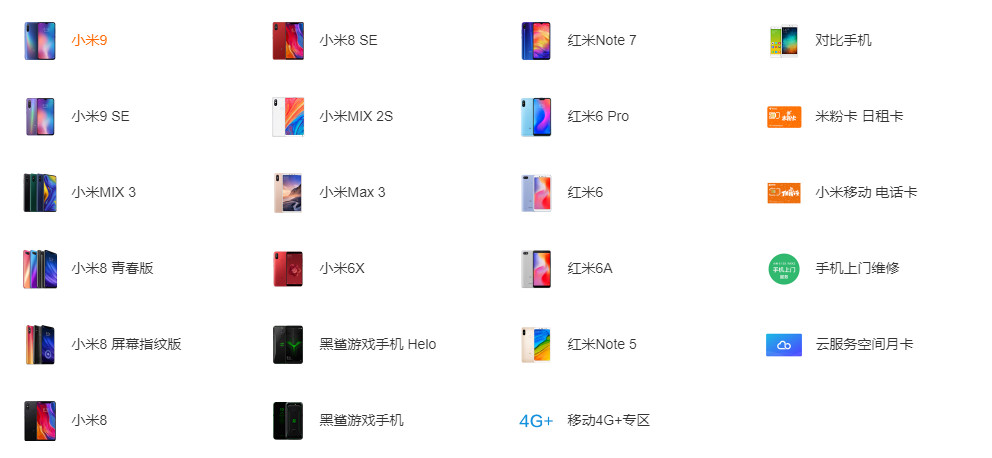 小米9
小米8 SE
红米Note 7
对比手机
小米9 SE
小米MIX 2S
红米6 Pro
米粉卡 日租卡
小米MIX 3
小米Max 3
红米6
小米移动 电话卡
小米8 青春版
小米6X
红米6A
手机上门
手机上门维修
小米8 屏幕指纹版
黑鲨游戏手机 Helo
红米Note 5
云服务空间月卡
小米8
黑鲨游戏手机
4G+
移动4G+专区